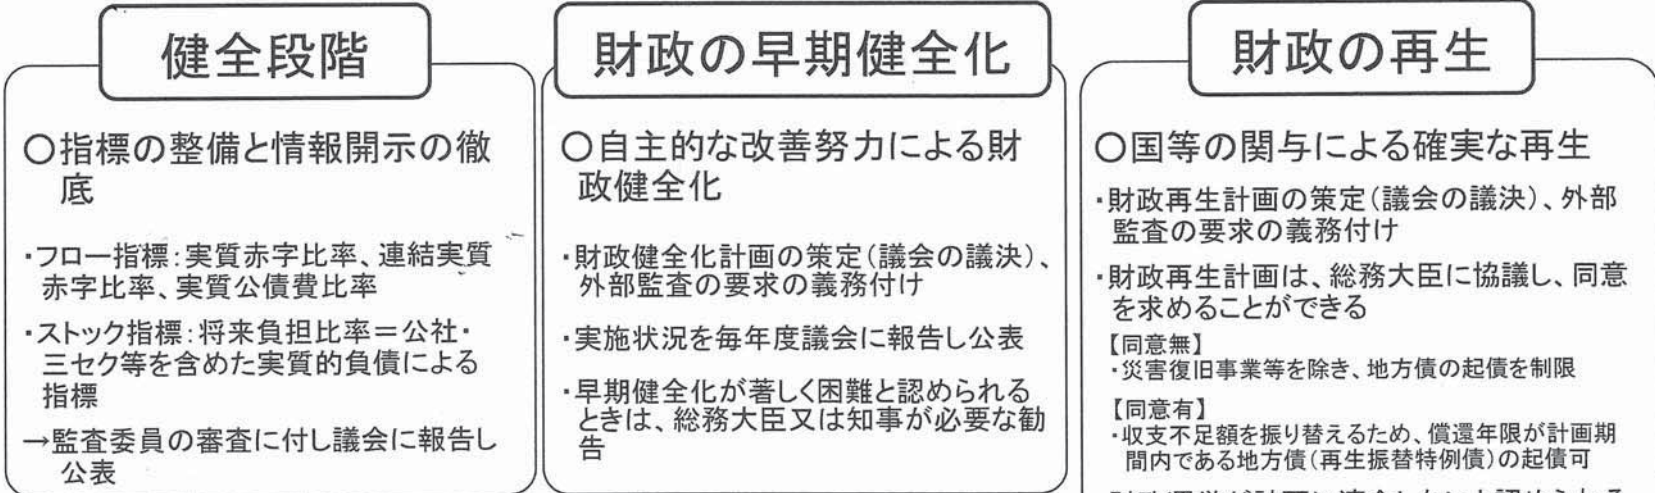 健全段階
〇指標の整備と情報開示の徹
底
・フロー指標:実質赤字比率、連結実質
赤字比率、実質公債費比率
・ストック指標:将来負担比率=公社・
三セク等を含めた実質的負債による
指標
→監査委員の審査に付し議会に報告し
公表
財政の早期健全化
〇自主的な改善努力による財
政健全化
・財政健全化計画の策定(議会の議決)、
外部監査の要求の義務付け
・実施状況を毎年度議会に報告し公表
・早期健全化が著しく困難と認められる
ときは、総務大臣又は知事が必要な勧
告
財政の再生
〇国等の関与による確実な再生
・財政再生計画の策定(議会の議決)、外部
監査の要求の義務付け
・財政再生計画は、総務大臣に協議し、同意
を求めることができる
【同意無】
・災害復旧事業等を除き、地方債の起債を制限
【同意有】
・収支不足額を振り替えるため、償還年限が計画期
間内である地方債(再生振替特例債)の起債可